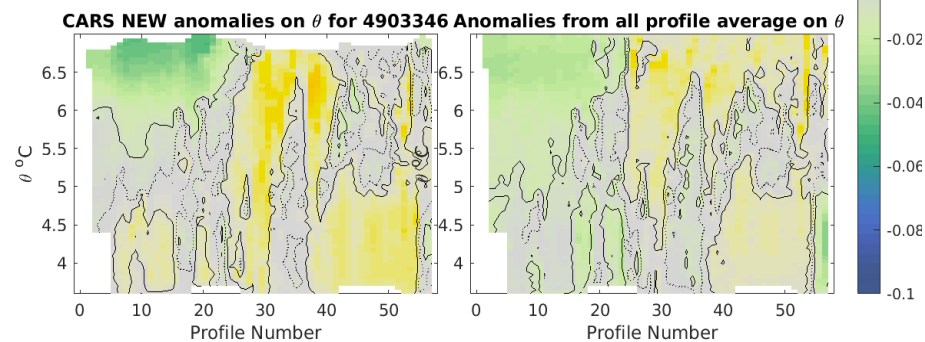 CARS NEW anomalies on θ for 4903346 Anomalies from all profile average on θ
6.5
6
5.5
5
4.5
4
θ °C
0 10 20 30 40 50
Profile Number
6.5
6
5.5
5
4.5
4
θ °C
0 10 20 30 40 50
Profile Number
-0.02
-0.04
-0.06
-0.08
-0.1